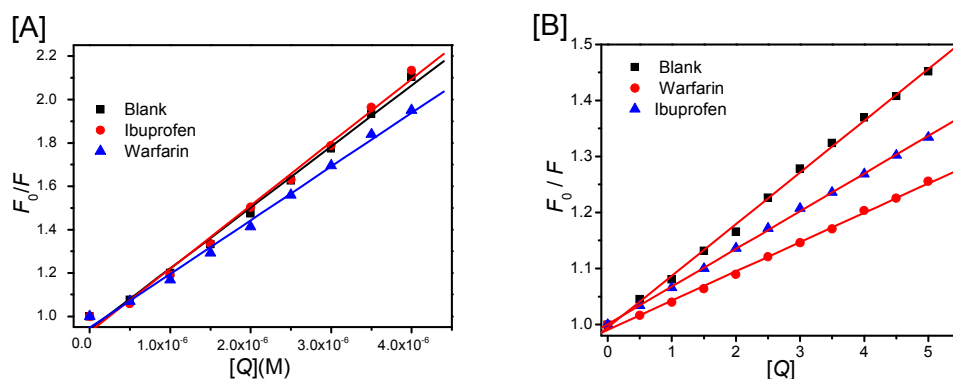 [A]
2.2
2.0
1.8
1.6
1.4
1.2
1.0
F₀/F
Blank
Ibuprofen
Warfarin
0.0 1.0x10⁻⁶ 2.0x10⁻⁶ 3.0x10⁻⁶ 4.0x10⁻⁶
[Q](M)
[B]
1.5
1.4
1.3
1.2
1.1
1.0
F₀ / F
Blank
Warfarin
Ibuprofen
0 1 2 3 4 5
[Q]